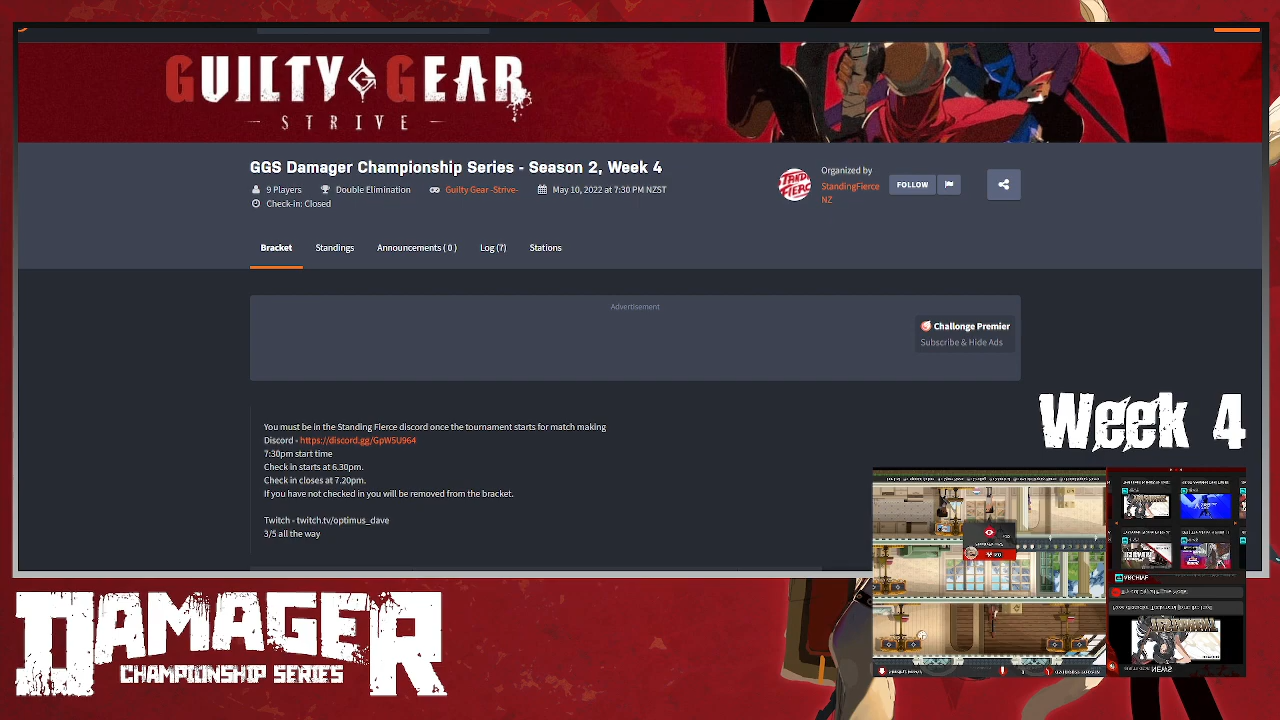 GUILTY GEAR
STRIVE
GGS Damager Championship Series - Season 2, Week 4
9 Players Double Elimination Guilty Gear -Strive- May 10, 2022 at 7:30 PM NZST
Check-in: Closed
Organized by
StandingFierce
NZ
FOLLOW
Bracket Standings Announcements ( 0 ) Log (7) Stations
Advertisement
Challonge Premier
Subscribe & Hide Ads
You must be in the Standing Fierce discord once the tournament starts for match making
Discord - https://discord.gg/GpW5U964
7:30pm start time
Check in starts at 6.30pm.
Check in closes at 7.20pm.
If you have not checked in you will be removed from the bracket.
Twitch - twitch.tv/optimus_dave
3/5 all the way
Week 4
DAMAGER
CHAMPIONSHIP SERIES
NEWS